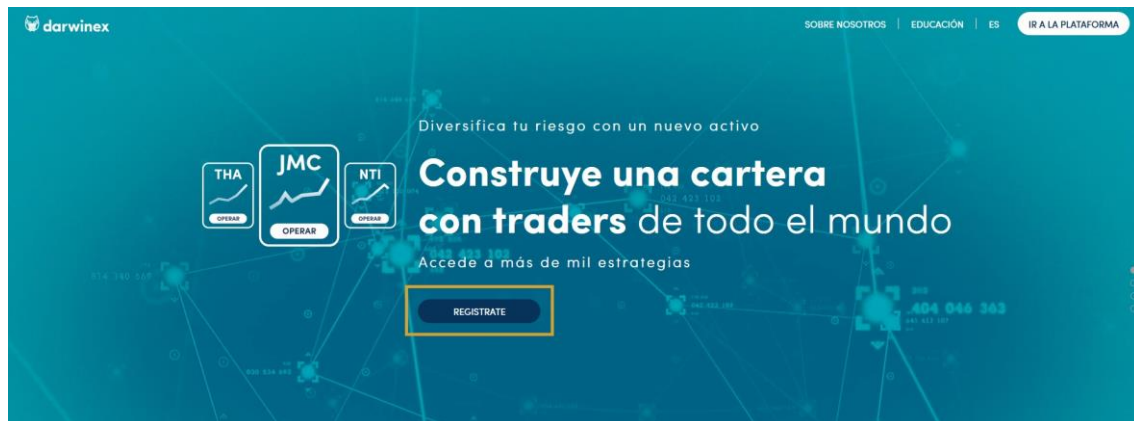 darwinex
SOBRE NOSOTROS | EDUCACIÓN | ES IR A LA PLATAFORMA
Diversifica tu riesgo con un nuevo activo
Construye una cartera
con traders de todo el mundo
Accede a más de mil estrategias
REGISTRATE
THA
OPERAR
JMC
OPERAR
NTI
OPERAR
404 046 363